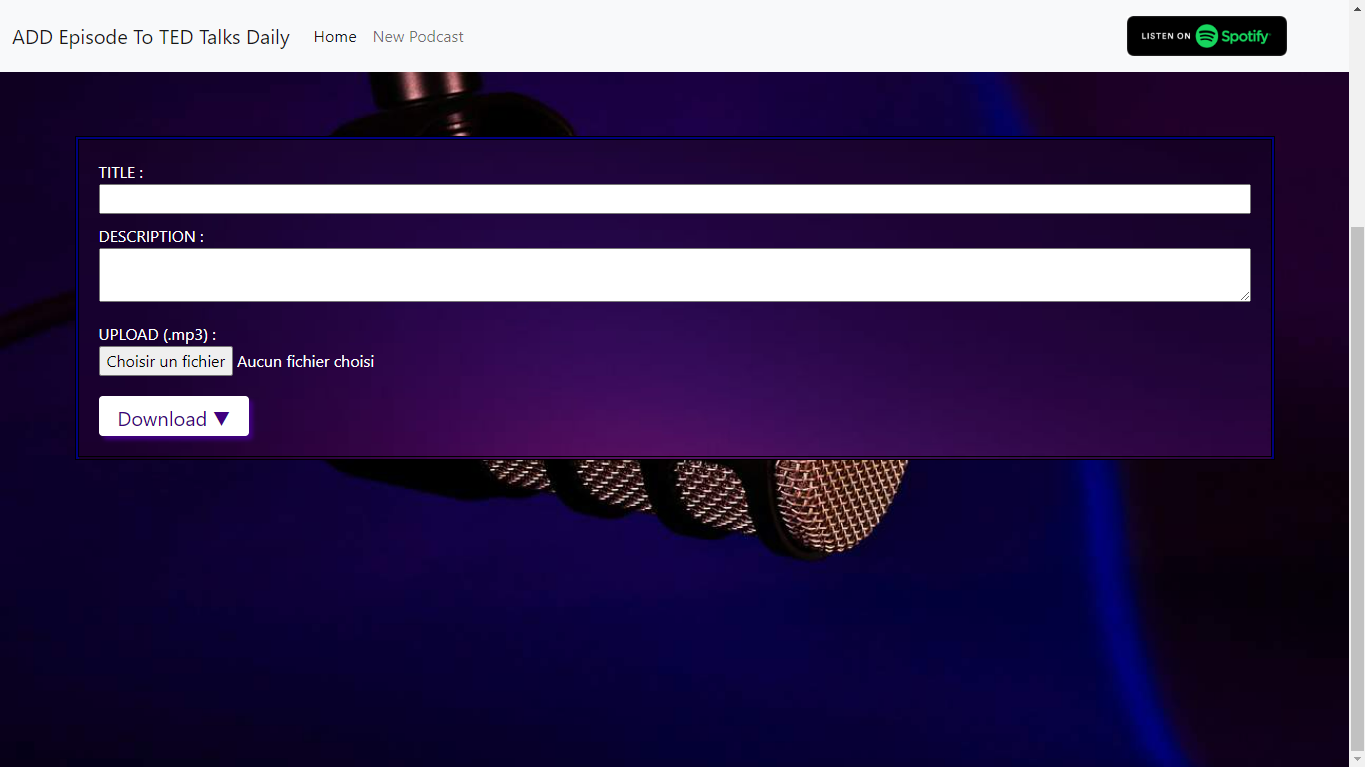 ADD Episode To TED Talks Daily Home New Podcast LISTEN ON Spotify
TITLE :
DESCRIPTION :
UPLOAD (.mp3) :
Choisir un fichier Aucun fichier choisi
Download ▼